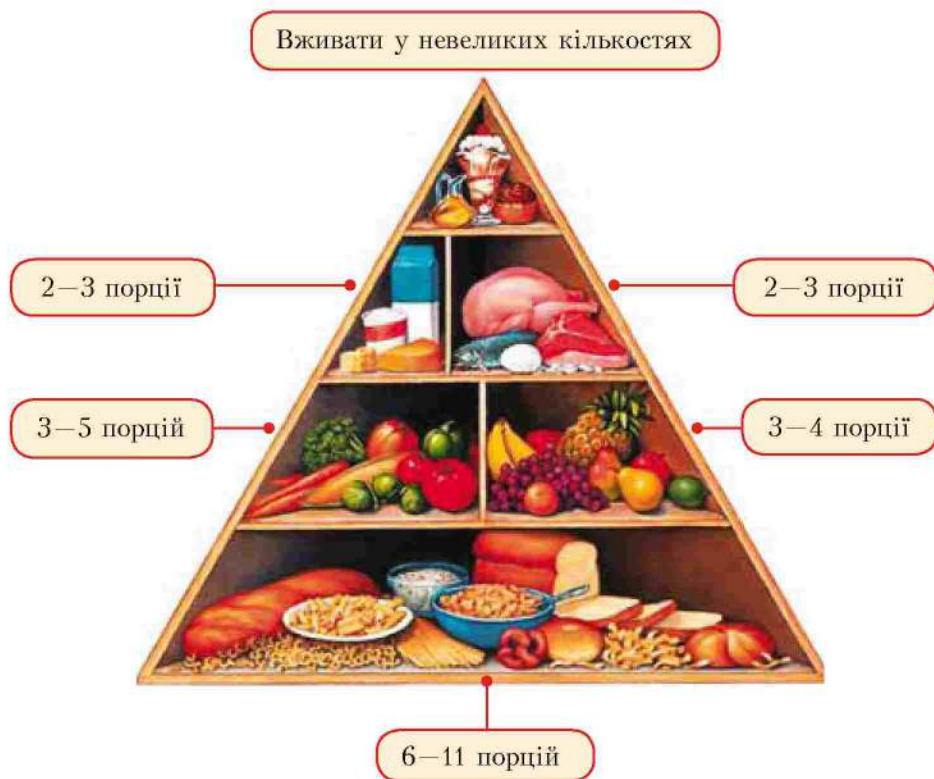 Вживати у невеликих кількостях
2–3 порції
2–3 порції
3–5 порцій
3–4 порції
6–11 порцій